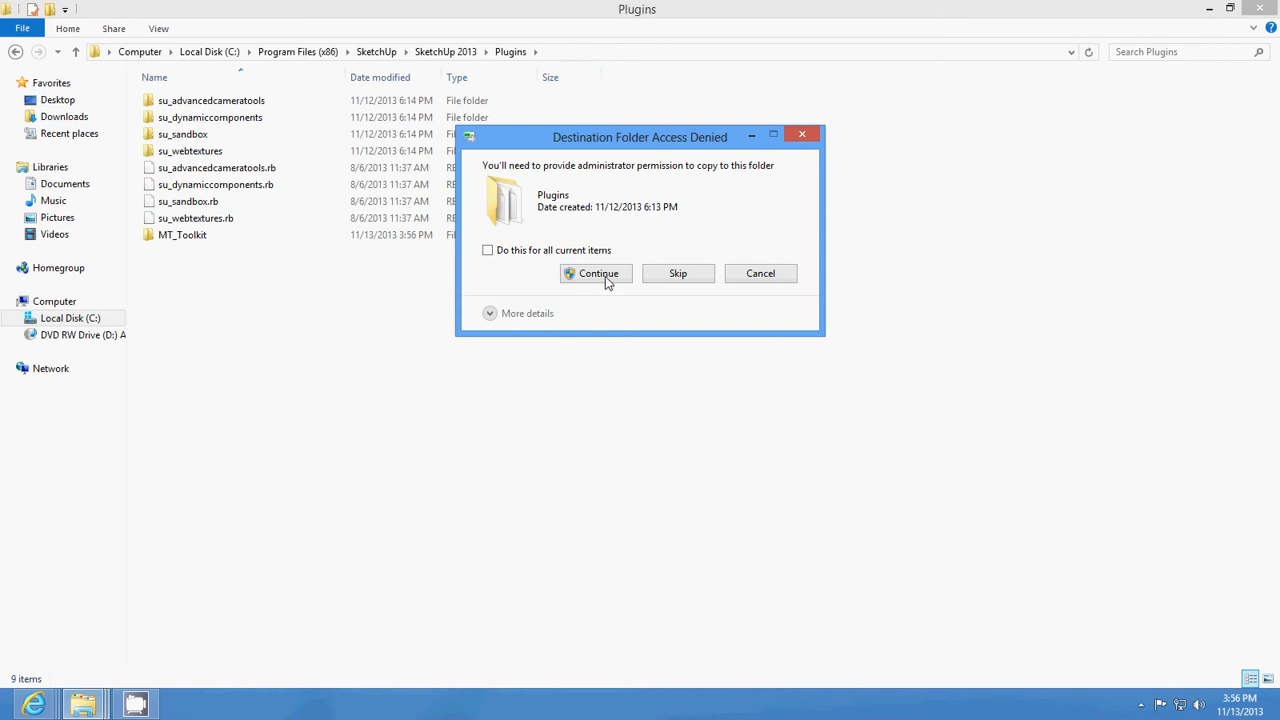 Plugins
File Home Share View
Computer Local Disk (C:) Program Files (x86) SketchUp SketchUp 2013 Plugins Search Plugins
Favorites
Desktop
Downloads
Recent places
Libraries
Documents
Music
Pictures
Videos
Homegroup
Computer
Local Disk (C:)
DVD RW Drive (D:) A
Network
Name Date modified Type Size
su_advancedcameratools 11/12/2013 6:14 PM File folder
su_dynamiccomponents 11/12/2013 6:14 PM File folder
su_sandbox 11/12/2013 6:14 PM File
su_webtextures 11/12/2013 6:14 PM File
su_advancedcameratools.rb 8/6/2013 11:37 AM RE
su_dynamiccomponents.rb 8/6/2013 11:37 AM RE
su_sandbox.rb 8/6/2013 11:37 AM RE
su_webtextures.rb 8/6/2013 11:37 AM RE
MT_Toolkit 11/13/2013 3:56 PM File
Destination Folder Access Denied
You'll need to provide administrator permission to copy to this folder
Plugins
Date created: 11/12/2013 6:13 PM
Do this for all current items
Continue Skip Cancel
More details
9 items
3:56 PM
11/13/2013